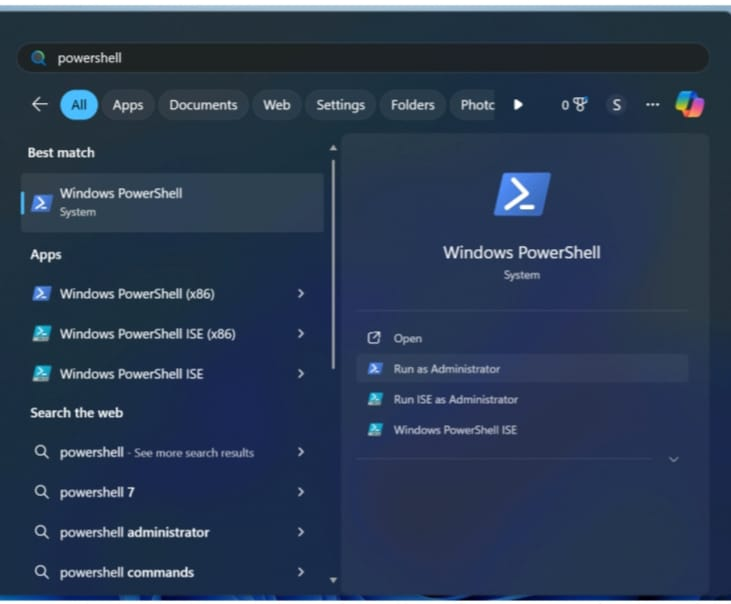 powershell
All Apps Documents Web Settings Folders Photc 0 S ...
Best match
Windows PowerShell
System
Apps
Windows PowerShell (x86)
Windows PowerShell ISE (x86)
Windows PowerShell ISE
Search the web
powershell - See more search results
powershell 7
powershell administrator
powershell commands
Windows PowerShell
System
Open
Run as Administrator
Run ISE as Administrator
Windows PowerShell ISE